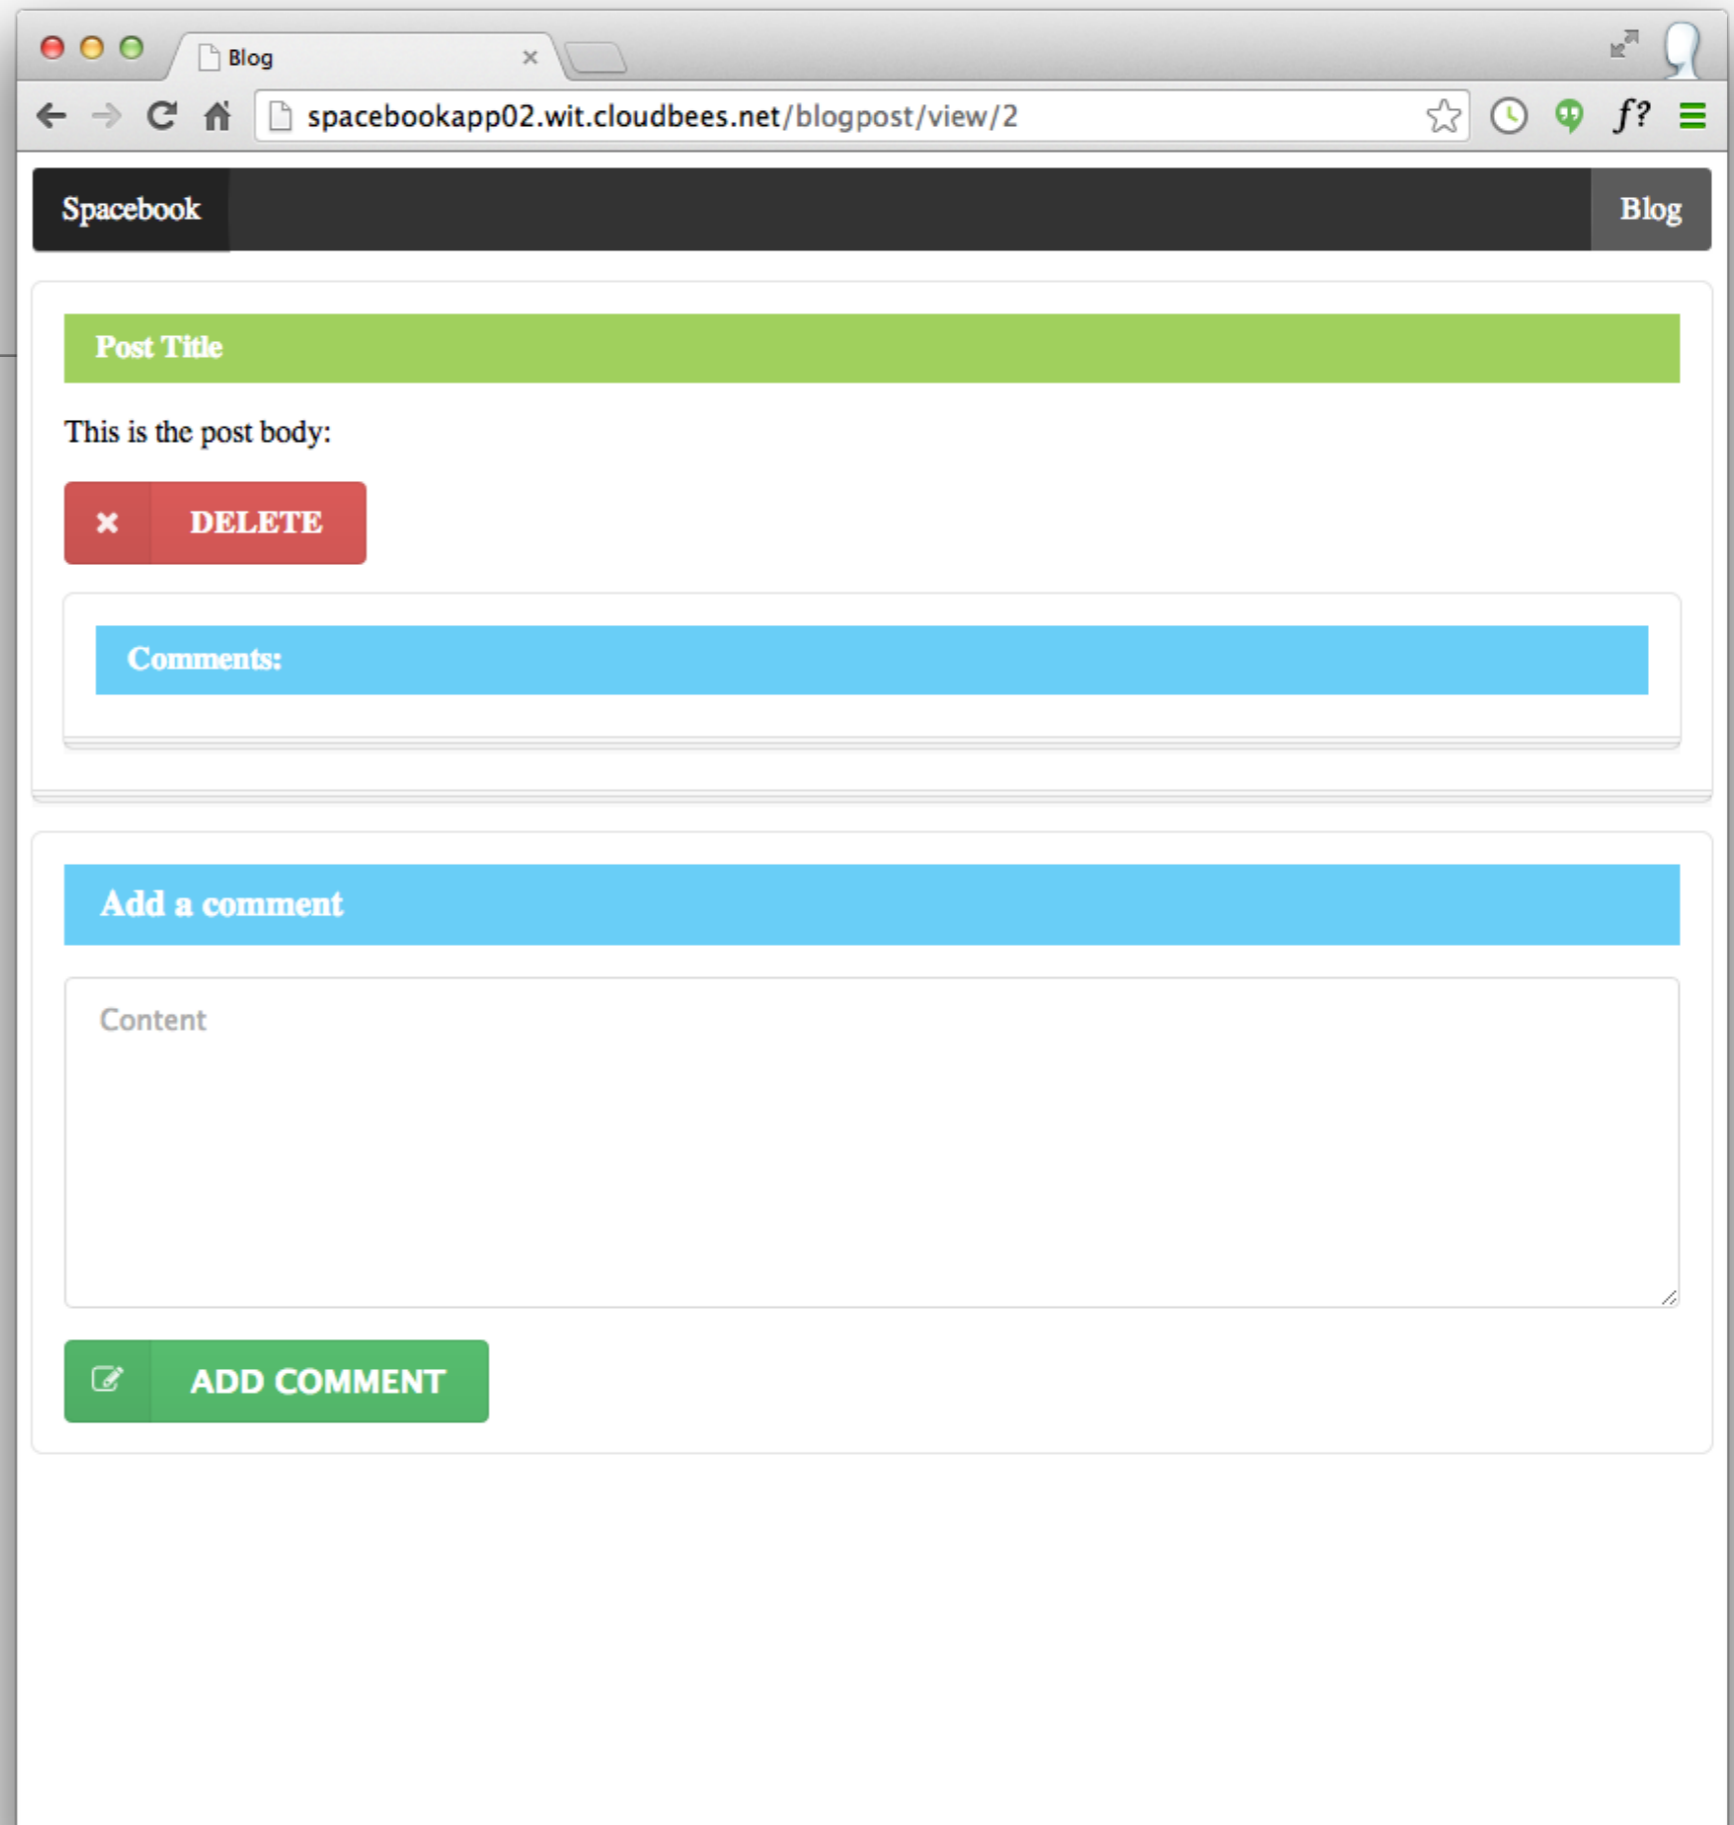 Blog
spacebookapp02.wit.cloudbees.net/blogpost/view/2
f?
Spacebook
Blog
Post Title
This is the post body:
DELETE
Comments:
Add a comment
Content
ADD COMMENT